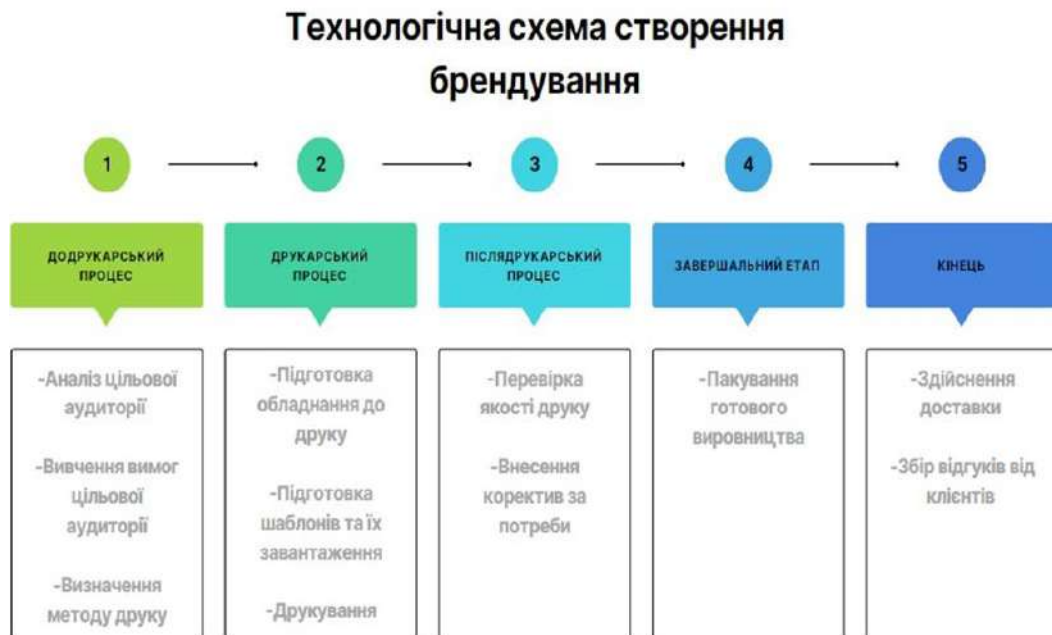 Технологічна схема створення
брендування
1
2
3
4
5
ДОДРУКАРСЬКИЙ
ПРОЦЕС
ДРУКАРСЬКИЙ
ПРОЦЕС
ПІСЛЯДРУКАРСЬКИЙ
ПРОЦЕС
ЗАВЕРШАЛЬНИЙ ЕТАП
КІНЕЦЬ
-Аналіз цільової
аудиторії
-Вивчення вимог
цільової
аудиторії
-Визначення
методу друку
-Підготовка
обладнання до
друку
-Підготовка
шаблонів та їх
завантаження
-Друкування
-Перевірка
якості друку
-Внесення
коректив за
потреби
-Пакування
готового
вировництва
-Здійснення
доставки
-Збір відгуків від
клієнтів